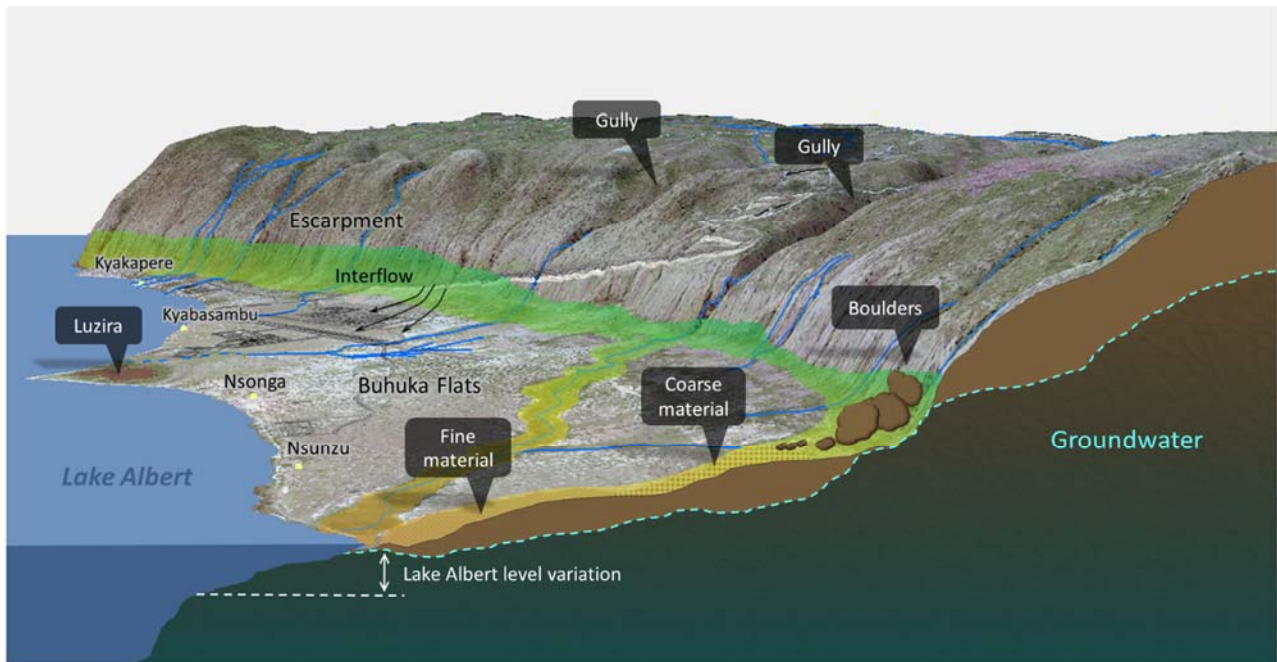 Gully
Gully
Escarpment
Kyakapere
Interflow
Boulders
Kyabasambu
Luzira
Nsonga
Buhuka Flats
Coarse
material
Fine
material
Groundwater
Nsunzu
Lake Albert
Lake Albert level variation